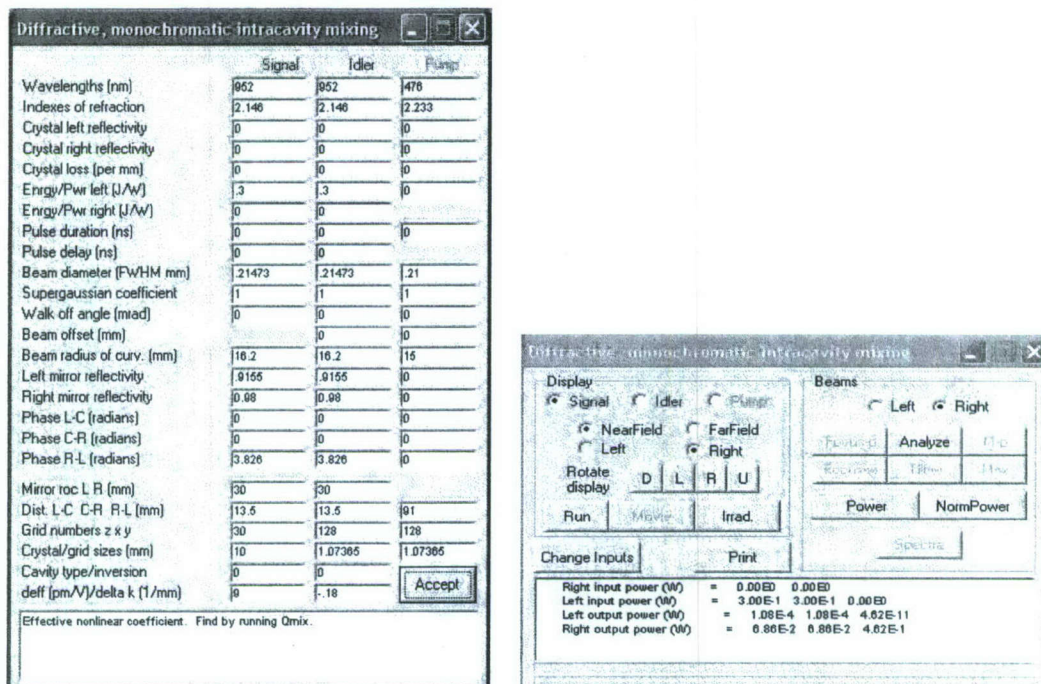 Diffractive, monochromatic intracavity mixing
Signal Idler Pump
Wavelengths (nm) 952 952 476
Indexes of refraction 2.146 2.146 2.233
Crystal left reflectivity 0 0 0
Crystal right reflectivity 0 0 0
Crystal loss (per mm) 0 0 0
Enrgy/Pwr left (J/W) .3 .3 0
Enrgy/Pwr right (J/W) 0 0
Pulse duration (ns) 0 0 0
Pulse delay (ns) 0 0
Beam diameter (FWHM mm) .21473 .21473 .21
Supergaussian coefficient 1 1 1
Walk off angle (mrad) 0 0 0
Beam offset (mm) 0 0
Beam radius of curv. (mm) 16.2 16.2 15
Left mirror reflectivity .9155 .9155 0
Right mirror reflectivity 0.98 0.98 0
Phase L-C (radians) 0 0 0
Phase C-R (radians) 0 0 0
Phase R-L (radians) 3.826 3.826 0
Mirror roc L R (mm) 30 30
Dist. L-C C-R R-L (mm) 13.5 13.5 91
Grid numbers z x y 30 128 128
Crystal/grid sizes (mm) 10 1.07365 1.07365
Cavity type/inversion 0 0
deff (pm/V)/delta k (1/mm) 9 -.18
Accept
Effective nonlinear coefficient. Find by running Qmix.
Diffractive, monochromatic intracavity mixing
Display
Signal Idler Pump
NearField FarField
Left Right
Rotate display D L R U
Run Movie Irrad.
Beams
Left Right
Analyze
Power NormPower
Spectra
Change Inputs Print
Right input power (W) = 0.00E0 0.00E0
Left input power (W) = 3.00E-1 3.00E-1 0.00E0
Left output power (W) = 1.08E-4 1.08E-4 4.62E-11
Right output power (W) = 6.86E-2 6.86E-2 4.62E-1